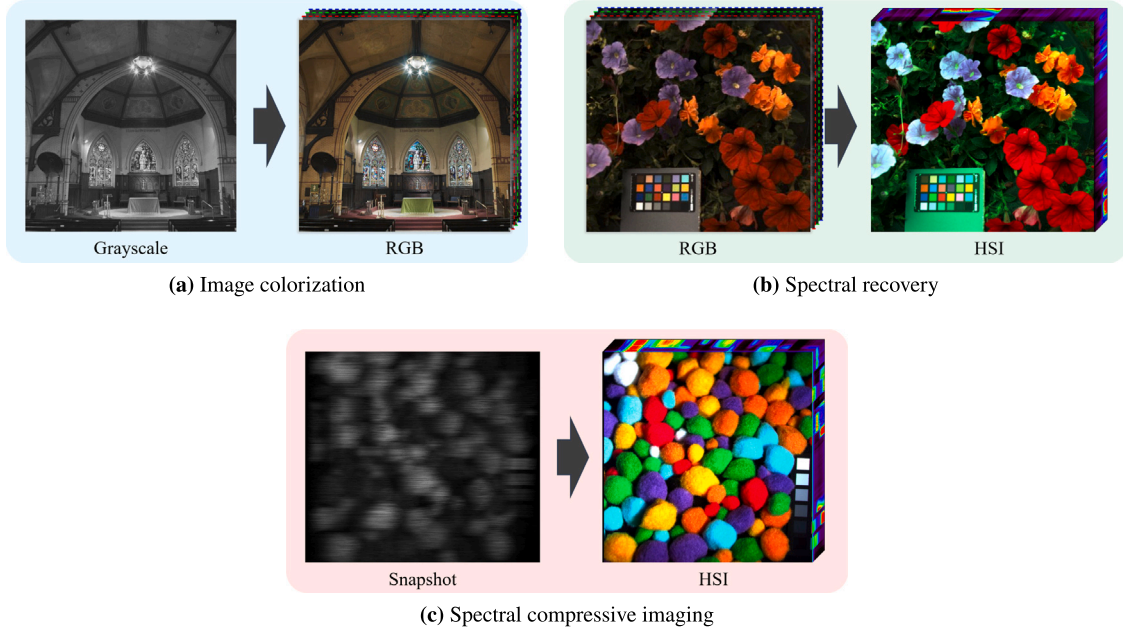 Grayscale
RGB
(a) Image colorization
RGB
HSI
(b) Spectral recovery
Snapshot
HSI
(c) Spectral compressive imaging